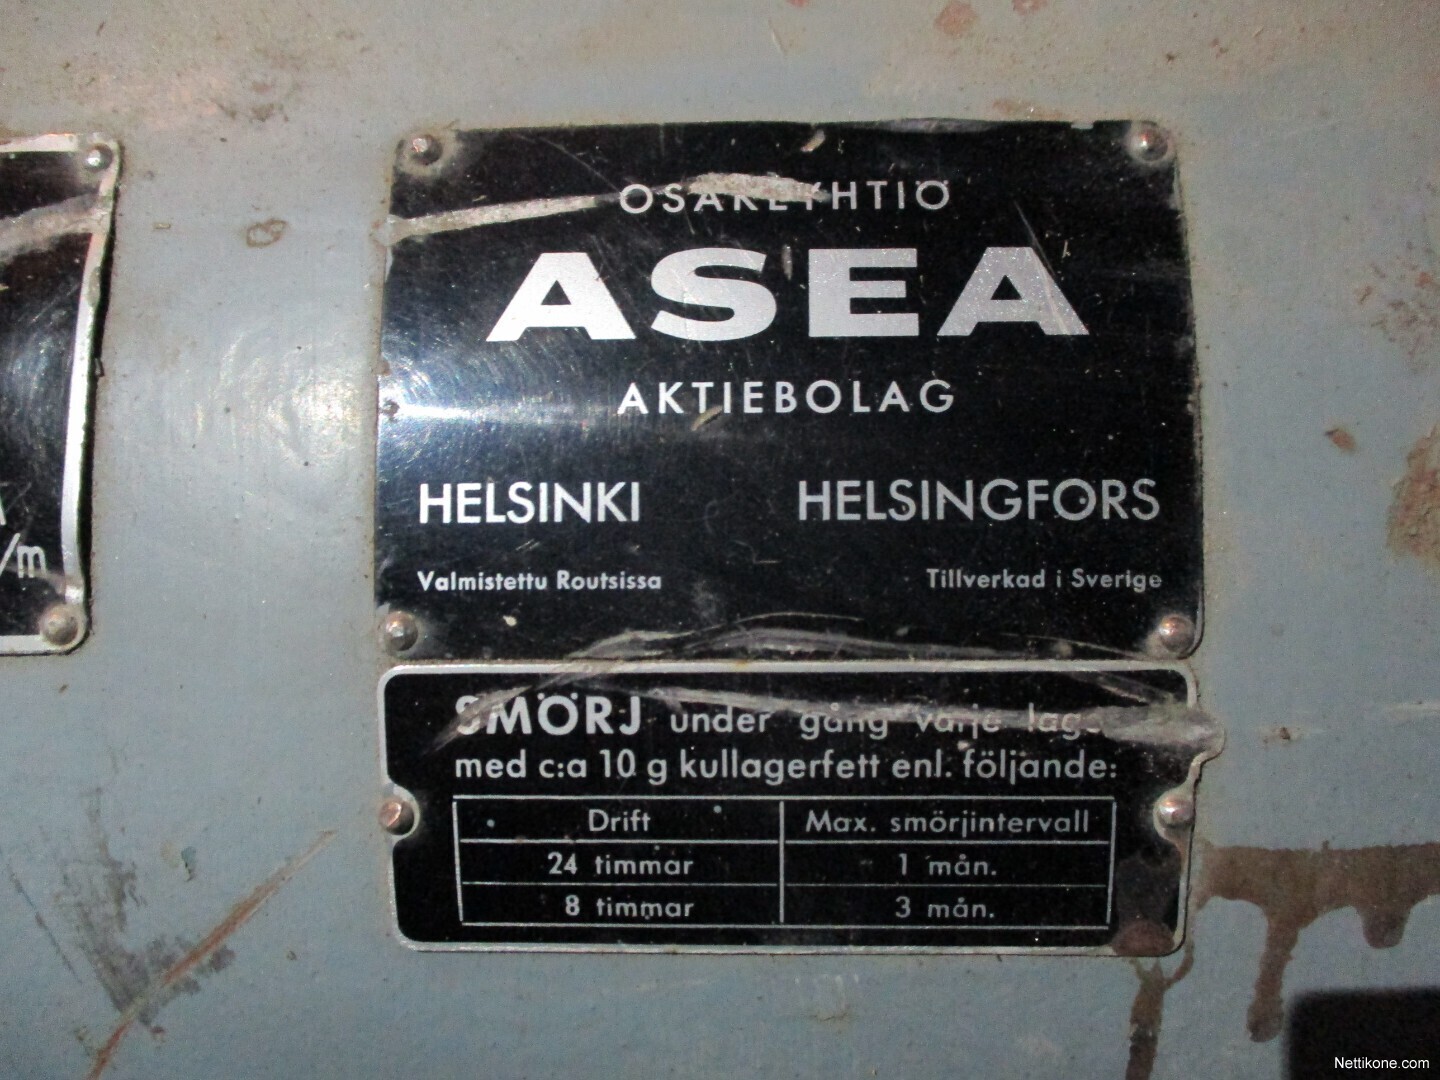 OSAKEYHTIÖ
ASEA
AKTIEBOLAG
HELSINKI HELSINGFORS
Valmistettu Routsissa Tillverkad i Sverige
/m
SMÖRJ under gång varje
med c:a 10 g kullagerfett enl. följande:
Drift Max. smörjintervall
24 timmar 1 mån.
8 timmar 3 mån.
Nettikone.com